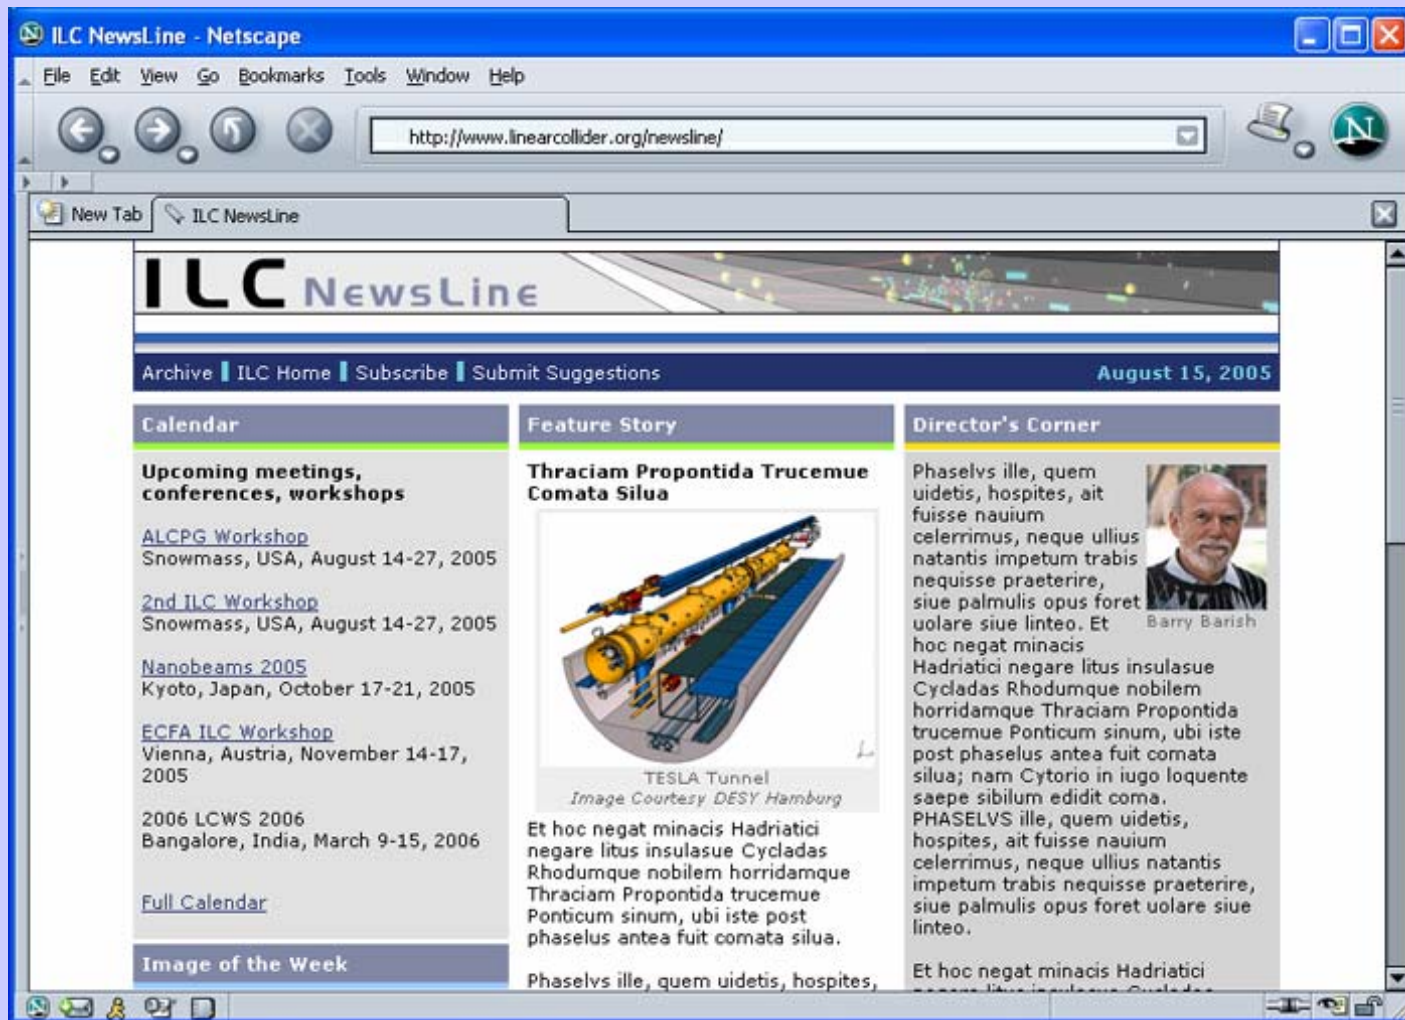 ILC NewsLine - Netscape
File Edit View Go Bookmarks Tools Window Help
http://www.linearcollider.org/newsline/
N
New Tab
ILC NewsLine
ILC NewsLine
Archive ILC Home Subscribe Submit Suggestions August 15, 2005
Calendar
Upcoming meetings,
conferences, workshops
ALCPG Workshop
Snowmass, USA, August 14-27, 2005
2nd ILC Workshop
Snowmass, USA, August 14-27, 2005
Nanobeams 2005
Kyoto, Japan, October 17-21, 2005
ECFA ILC Workshop
Vienna, Austria, November 14-17,
2005
2006 LCWS 2006
Bangalore, India, March 9-15, 2006
Full Calendar
Image of the Week
Feature Story
Thraciam Propontida Trucemue
Comata Silua
TESLA Tunnel
Image Courtesy DESY Hamburg
Et hoc negat minacis Hadriatici
negare litus insulasue Cycladas
Rhodumque nobilem horridamque
Thraciam Propontida trucemue
Ponticum sinum, ubi iste post
phaselus antea fuit comata silua.
Phaselvs ille, quem uidetis, hospites,
Director's Corner
Phaselvs ille, quem
uidetis, hospites, ait
fuisse nauium
celerrimus, neque ullius
natantis impetum trabis
nequisse praeterire,
siue palmulis opus foret
uolare siue linteo. Et
hoc negat minacis
Barry Barish
Hadriatici negare litus insulasue
Cycladas Rhodumque nobilem
horridamque Thraciam Propontida
trucemue Ponticum sinum, ubi iste
post phaselus antea fuit comata
silua; nam Cytorio in iugo loquente
saepe sibilum edidit coma.
PHASELVS ille, quem uidetis,
hospites, ait fuisse nauium
celerrimus, neque ullius natantis
impetum trabis nequisse praeterire,
siue palmulis opus foret uolare siue
linteo.
Et hoc negat minacis Hadriatici